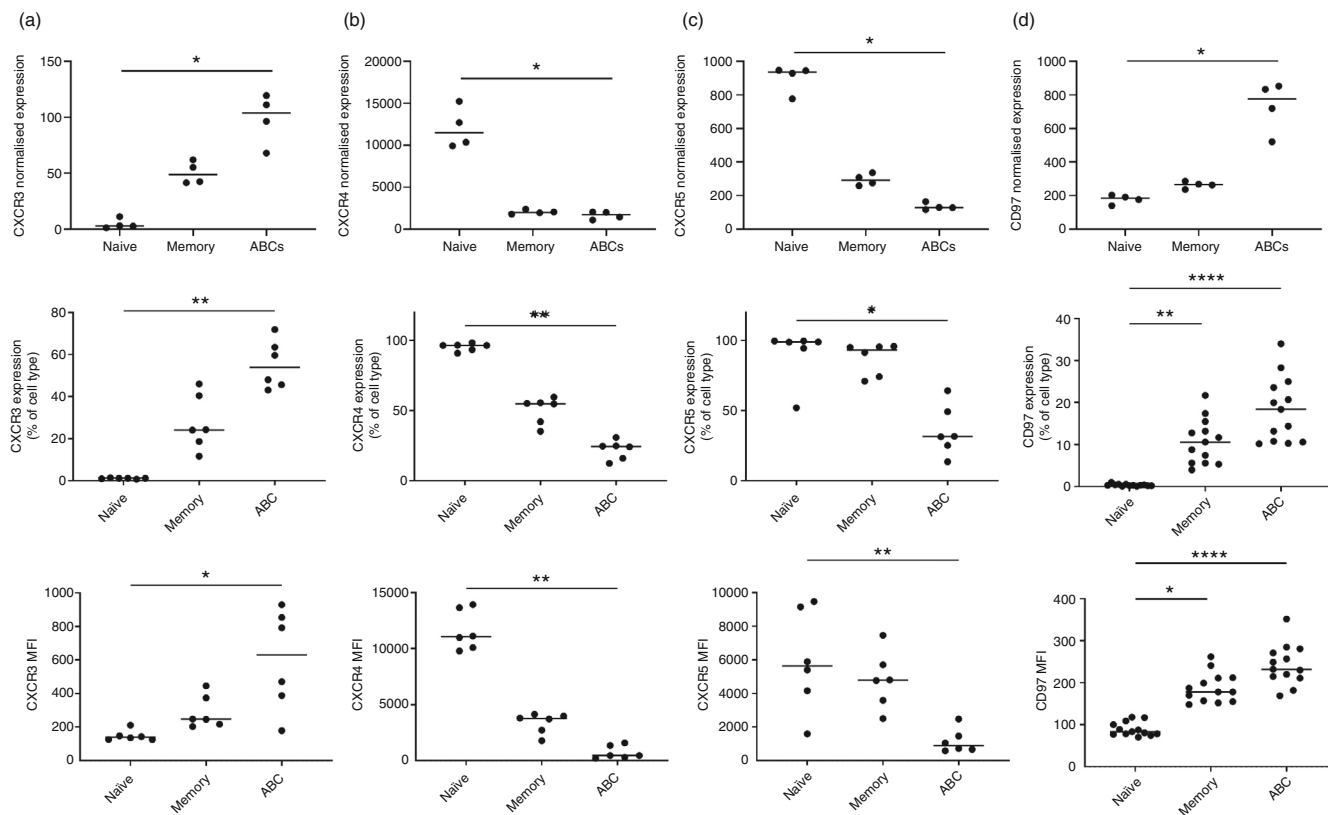 (a)
(b)
(c)
(d)
CXCR3 normalised expression
150
100
50
0
*
Naive Memory ABCs
CXCR4 normalised expression
20000
15000
10000
5000
0
*
Naive Memory ABCs
CXCR5 normalised expression
1000
800
600
400
200
0
*
Naive Memory ABCs
CD97 normalised expression
1000
800
600
400
200
0
*
Naive Memory ABCs
CXCR3 expression
(% of cell type)
80
60
40
20
0
**
Naïve Memory ABC
CXCR4 expression
(% of cell type)
100
50
0
**
Naïve Memory ABC
CXCR5 expression
(% of cell type)
100
50
0
*
Naïve Memory ABC
CD97 expression
(% of cell type)
40
30
20
10
0
****
**
Naïve Memory ABC
CXCR3 MFI
1000
800
600
400
200
0
*
Naïve Memory ABC
CXCR4 MFI
15000
10000
5000
0
**
Naïve Memory ABC
CXCR5 MFI
10000
8000
6000
4000
2000
0
**
Naïve Memory ABC
CD97 MFI
400
300
200
100
0
****
*
Naïve Memory ABC